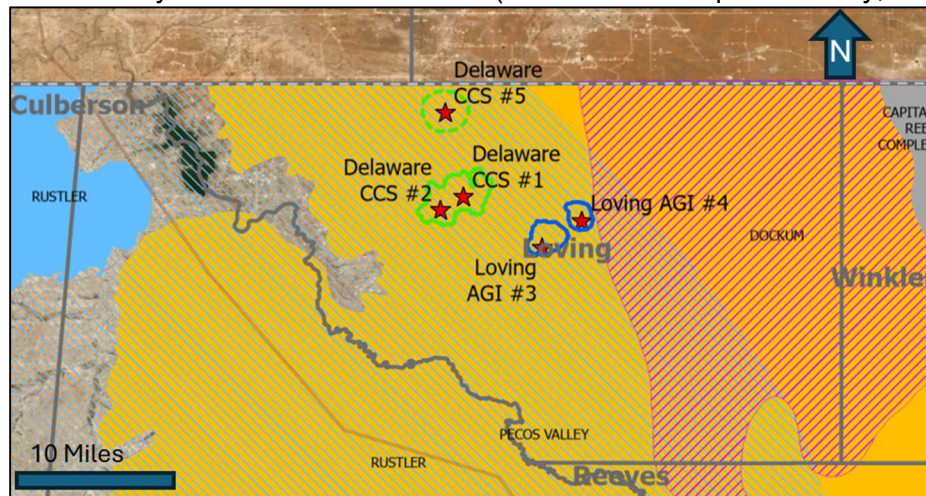 N
Delaware
CCS #5
Culberson
CAPITA
REE
COMPLE
Delaware
CCS #1
Delaware
CCS #2
RUSTLER
Loving AGI #4
DOCKUM
Loving
Loving
AGI #3
Winkle
PECOS VALLEY
10 Miles
RUSTLER
Reeves